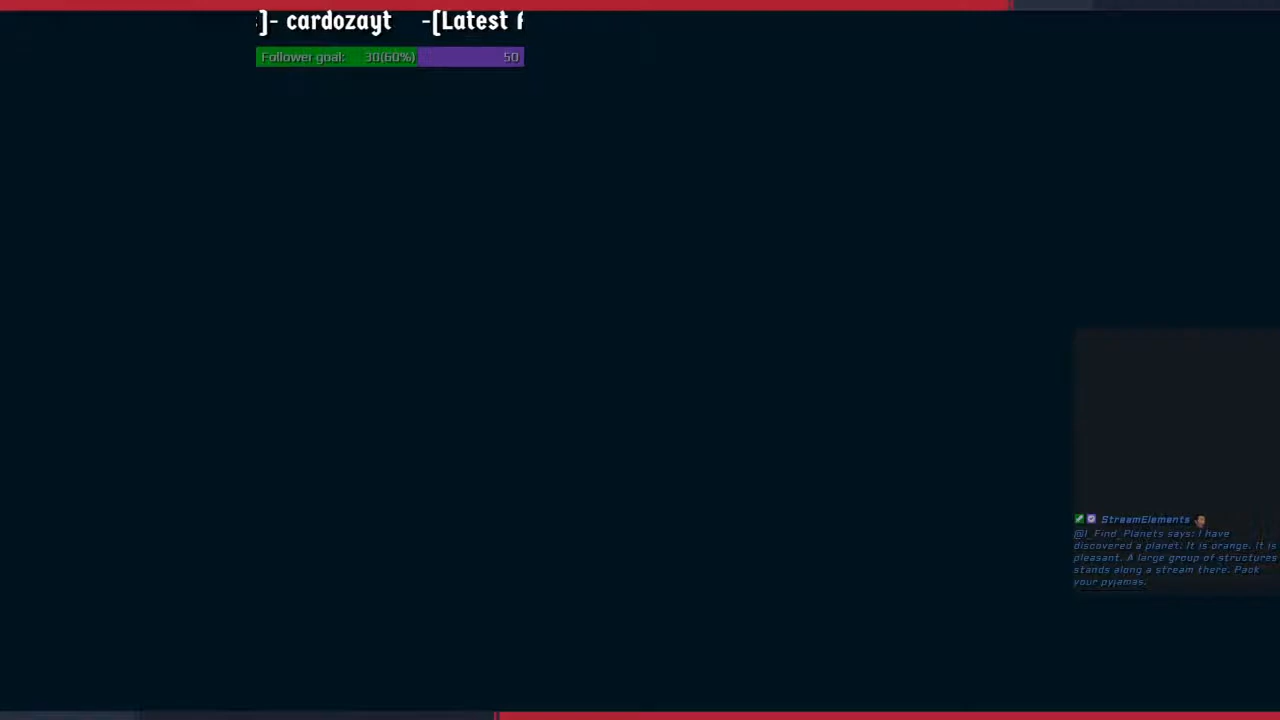 ]- cardozayt -[Latest f
Follower goal: 30(60%) 50
StreamElements
@I_Find_Planets says: I have
discovered a planet. It is orange. It is
pleasant. A large group of structures
stands along a stream there. Pack
your pyjamas.